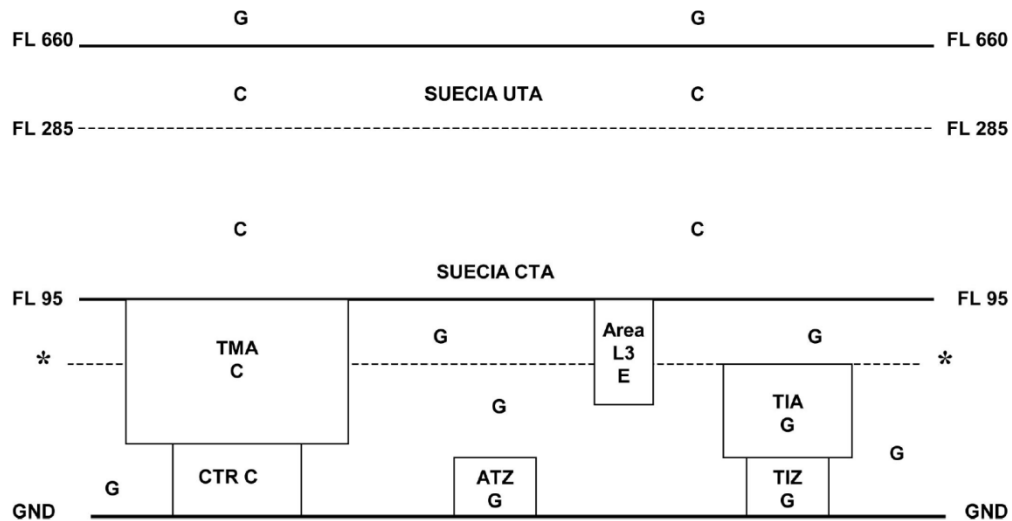 G G
FL 660 FL 660
C SUECIA UTA C
FL 285 FL 285
C C
SUECIA CTA
FL 95 FL 95
TMA
C
G
Area
L3
E
G
* *
G
TIA
G
G
CTR C
G
ATZ
G
TIZ
G
GND GND